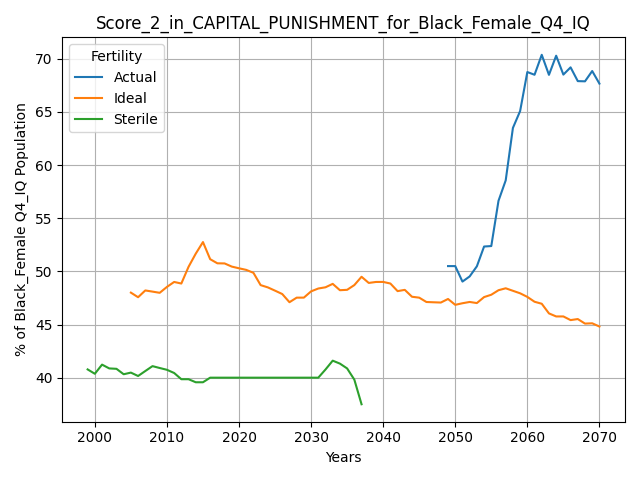 Score_2_in_CAPITAL_PUNISHMENT_for_Black_Female_Q4_IQ
% of Black_Female Q4_IQ Population
70
65
60
55
50
45
40
Fertility
Actual
Ideal
Sterile
2000 2010 2020 2030 2040 2050 2060 2070
Years